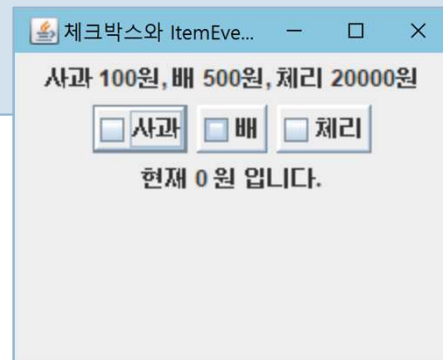 체크박스와 ItemEve...
사과 100원, 배 500원, 체리 20000원
사과 배 체리
현재 0 원 입니다.